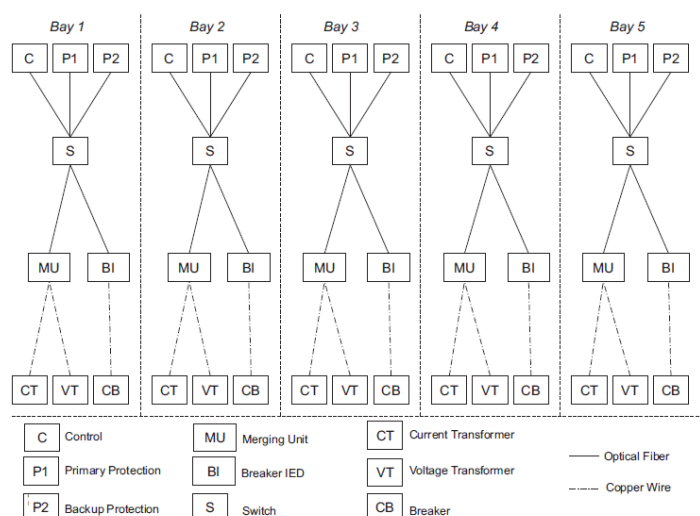 Bay 1 Bay 2 Bay 3 Bay 4 Bay 5
C P1 P2 C P1 P2 C P1 P2 C P1 P2 C P1 P2
S S S S S
MU BI MU BI MU BI MU BI MU BI
CT VT CB CT VT CB CT VT CB CT VT CB CT VT CB
C Control MU Merging Unit CT Current Transformer
P1 Primary Protection BI Breaker IED VT Voltage Transformer Optical Fiber
P2 Backup Protection S Switch CB Breaker Copper Wire